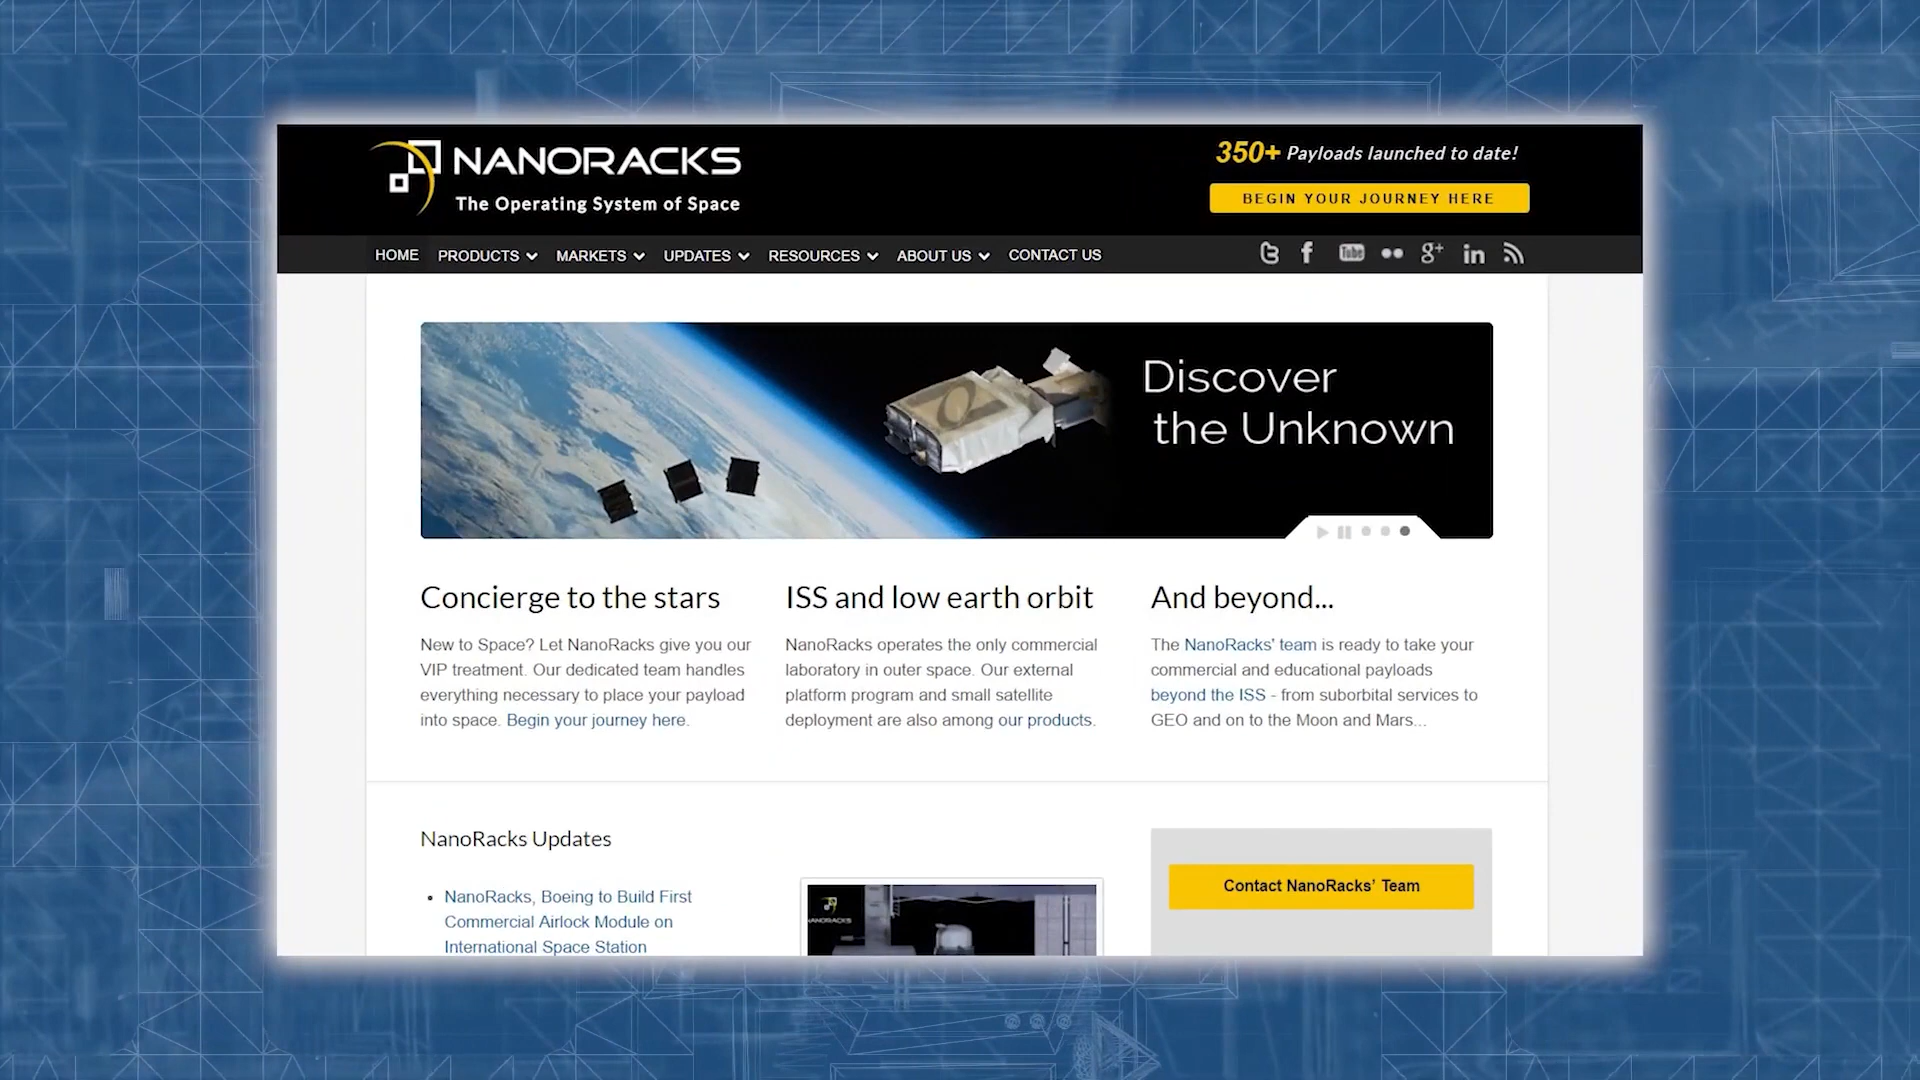 NANORACKS
The Operating System of Space
350+ Payloads launched to date!
BEGIN YOUR JOURNEY HERE
HOME PRODUCTS MARKETS UPDATES RESOURCES ABOUT US CONTACT US
Tube g+ in
Discover
the Unknown
Concierge to the stars
New to Space? Let NanoRacks give you our
VIP treatment. Our dedicated team handles
everything necessary to place your payload
into space. Begin your journey here.
ISS and low earth orbit
NanoRacks operates the only commercial
laboratory in outer space. Our external
platform program and small satellite
deployment are also among our products.
And beyond...
The NanoRacks' team is ready to take your
commercial and educational payloads
beyond the ISS - from suborbital services to
GEO and on to the Moon and Mars...
NanoRacks Updates
• NanoRacks, Boeing to Build First
Commercial Airlock Module on
International Space Station
NANORACKS
Contact NanoRacks’ Team